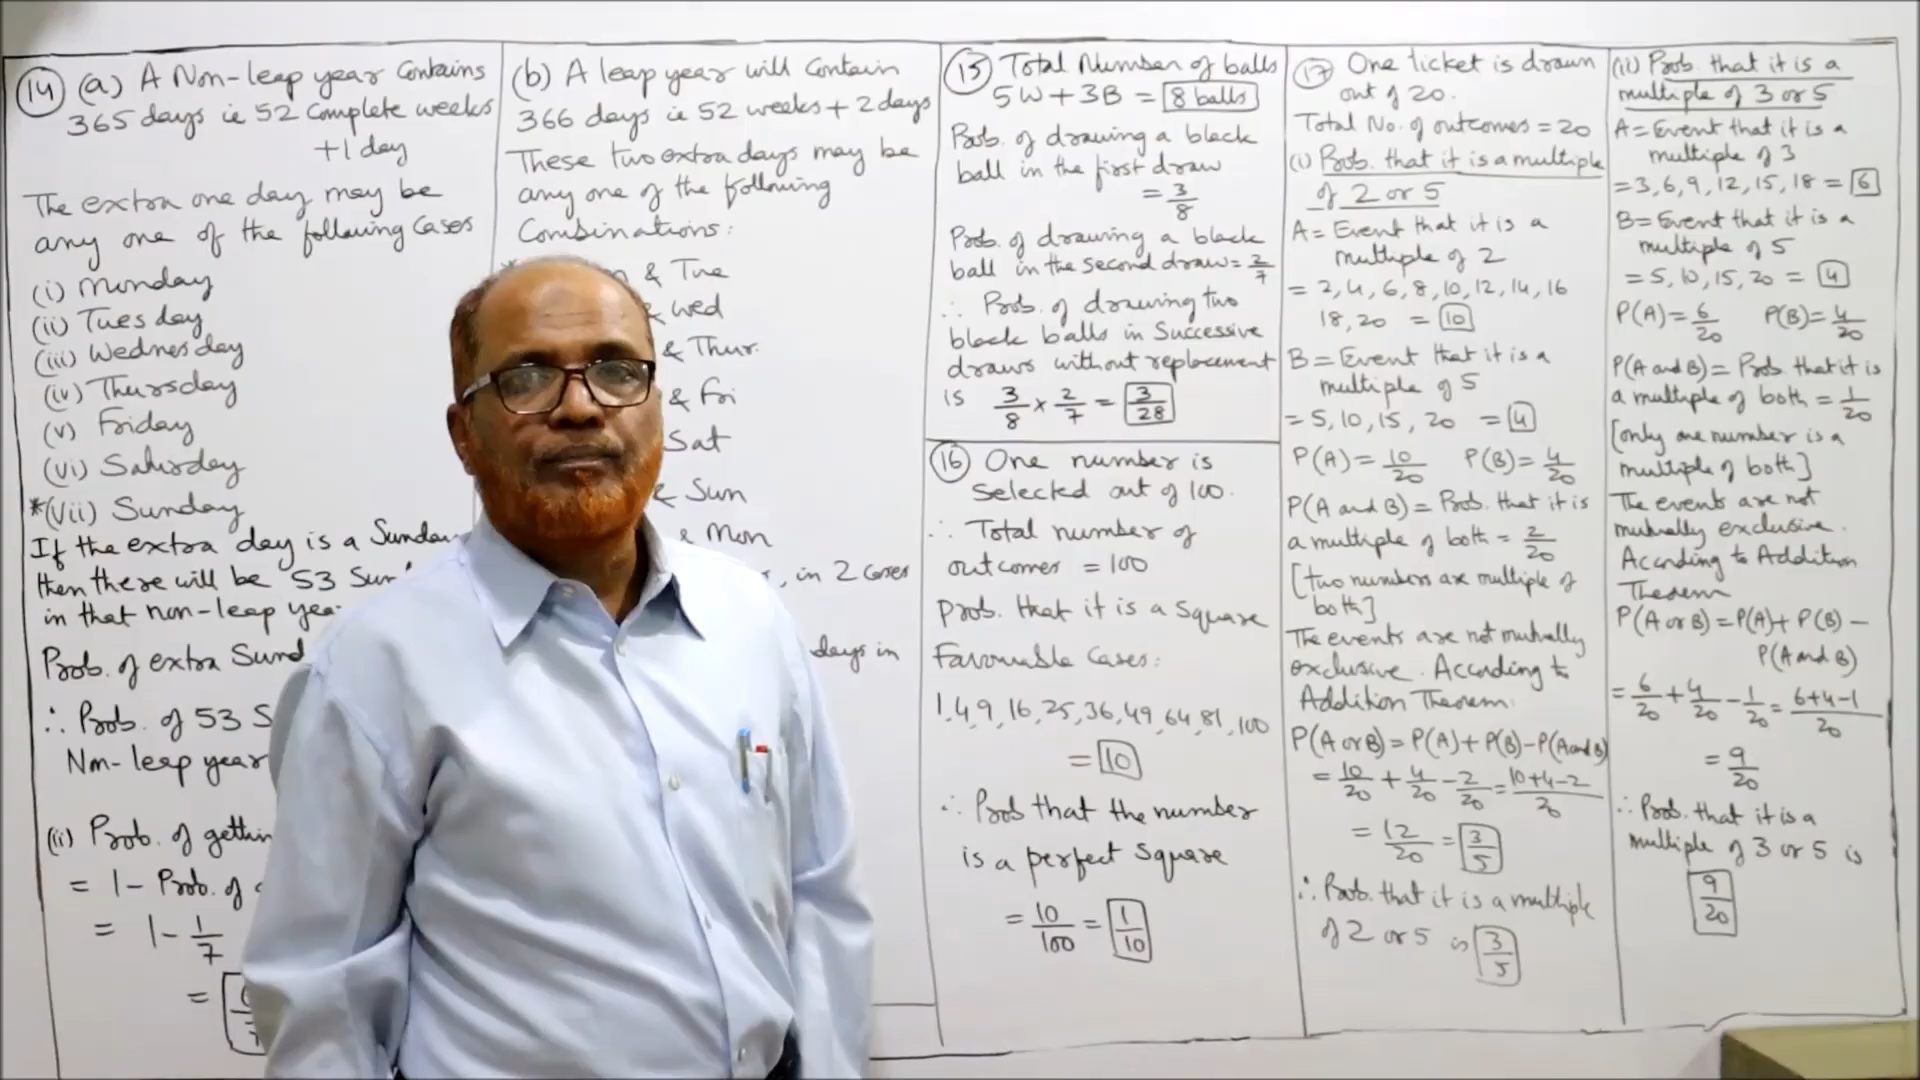 14 (a) A Non-leap year Contains
365 days ie 52 Complete weeks
+1 day
The extra one day may be
any one of the following Cases
(i) Monday
(ii) Tuesday
(iii) Wednesday
(iv) Thursday
(v) Friday
(vi) Saturday
*(vii) Sunday
If the extra day is a Sunday
then there will be 53
in that non-leap
Prob. of extra
∴ Prob. of 53 S
Non-leap year
(ii) Prob. of
= 1- Prob. of
= 1 - 1/7
=
(b) A leap year will Contain
366 days ie 52 weeks + 2 days
These two extra days may be
any one of the following
Combinations:
& Tue
& Wed
& Thur.
& Fri
Sat
& Sun
& Mon
, in 2 Cases
days in
15 Total Number of balls
5W + 3B = 8 balls
Prob. of drawing a black
ball in the first draw
= 3/8
Prob. of drawing a black
ball in the second draw = 2/7
∴ Prob. of drawing two
black balls in Successive
draws without replacement
is 3/8 × 2/7 = 3/28
16 One number is
Selected out of 100.
∴ Total number of
outcomes = 100
Prob. that it is a Square
Favourable Cases:
1,4,9,16,25,36,49,64,81,100
= 10
∴ Prob that the number
is a perfect Square
= 10/100 = 1/10
17 One ticket is drawn
out of 20.
Total No. of outcomes = 20
(i) Prob. that it is a multiple
of 2 or 5
A = Event that it is a
multiple of 2
= 2, 4, 6, 8, 10, 12, 14, 16
18, 20 = 10
B = Event that it is a
multiple of 5
= 5, 10, 15, 20 = 4
P(A) = 10/20 P(B) = 4/20
P(A and B) = Prob. that it is
a multiple of both = 2/20
[two numbers are multiple of
both]
The events are not mutually
exclusive. According to
Addition Theorem.
P(A or B) = P(A) + P(B) - P(A and B)
= 10/20 + 4/20 - 2/20 = 10+4-2/20
= 12/20 = 3/5
∴ Prob. that it is a multiple
of 2 or 5 is 3/5
(ii) Prob. that it is a
multiple of 3 or 5
A = Event that it is a
multiple of 3
= 3, 6, 9, 12, 15, 18 = 6
B = Event that it is a
multiple of 5
= 5, 10, 15, 20 = 4
P(A) = 6/20 P(B) = 4/20
P(A and B) = Prob that it is
a multiple of both = 1/20
[only one number is a
multiple of both]
The events are not
mutually exclusive.
According to Addition
Theorem
P(A or B) = P(A) + P(B) -
P(A and B)
= 6/20 + 4/20 - 1/20 = 6+4-1/20
= 9/20
∴ Prob. that it is a
multiple of 3 or 5 is
9/20